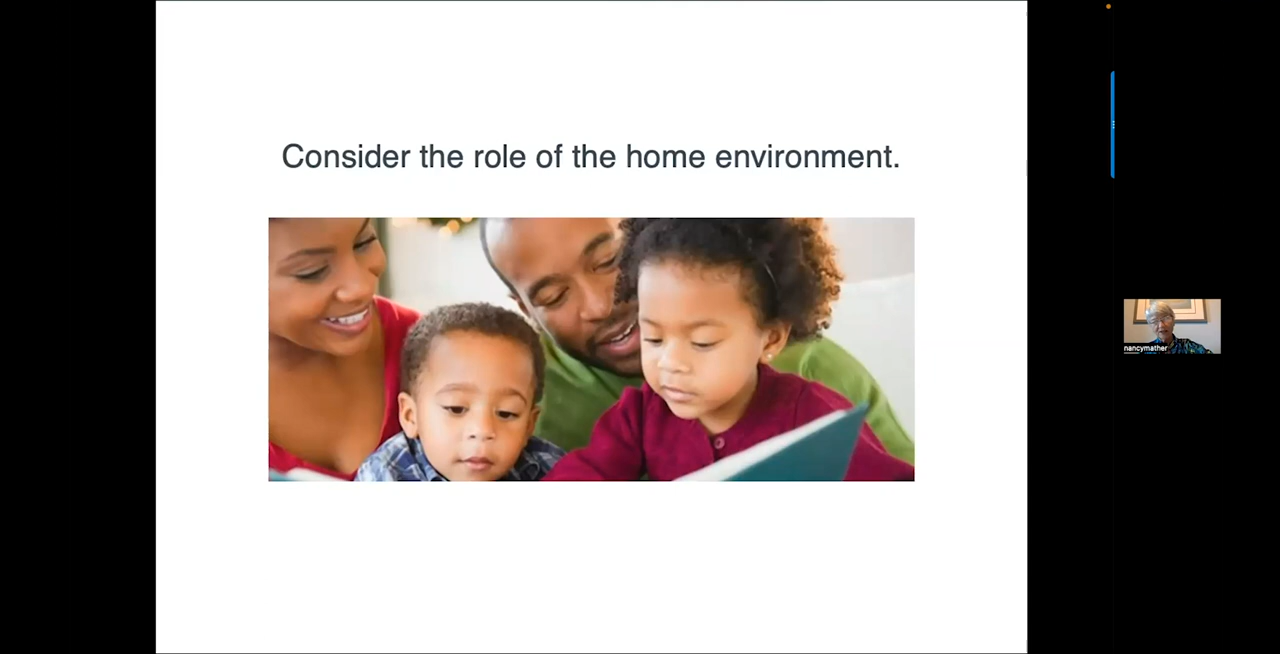 Consider the role of the home environment.
nancymather